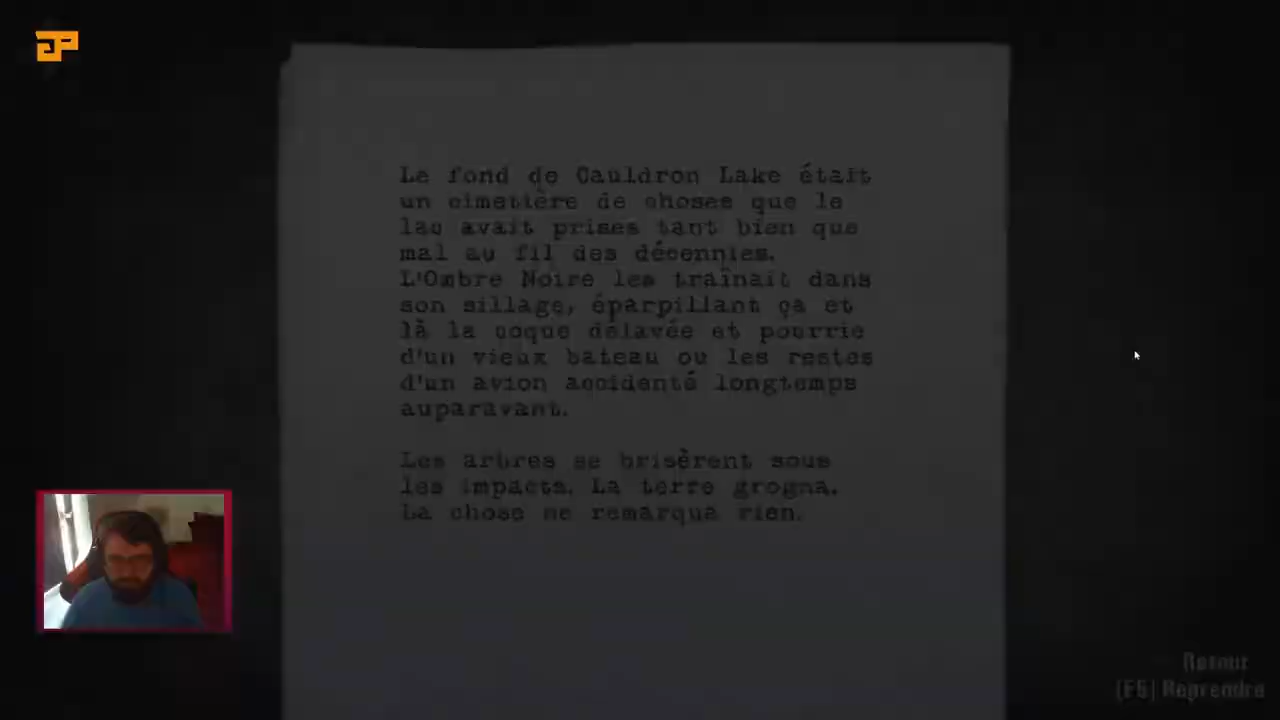 JP
Le fond de Cauldron Lake était
un cimetière de choses que le
lac avait prises tant bien que
mal au fil des décennies.
L'Ombre Noire les traînait dans
son sillage, éparpillant ça et
là la coque délavée et pourrie
d'un vieux bateau ou les restes
d'un avion accidenté longtemps
auparavant.
Les arbres se brisèrent sous
les impacts. La terre grogna.
La chose ne remarqua rien.
Retour
[F5] Reprendre